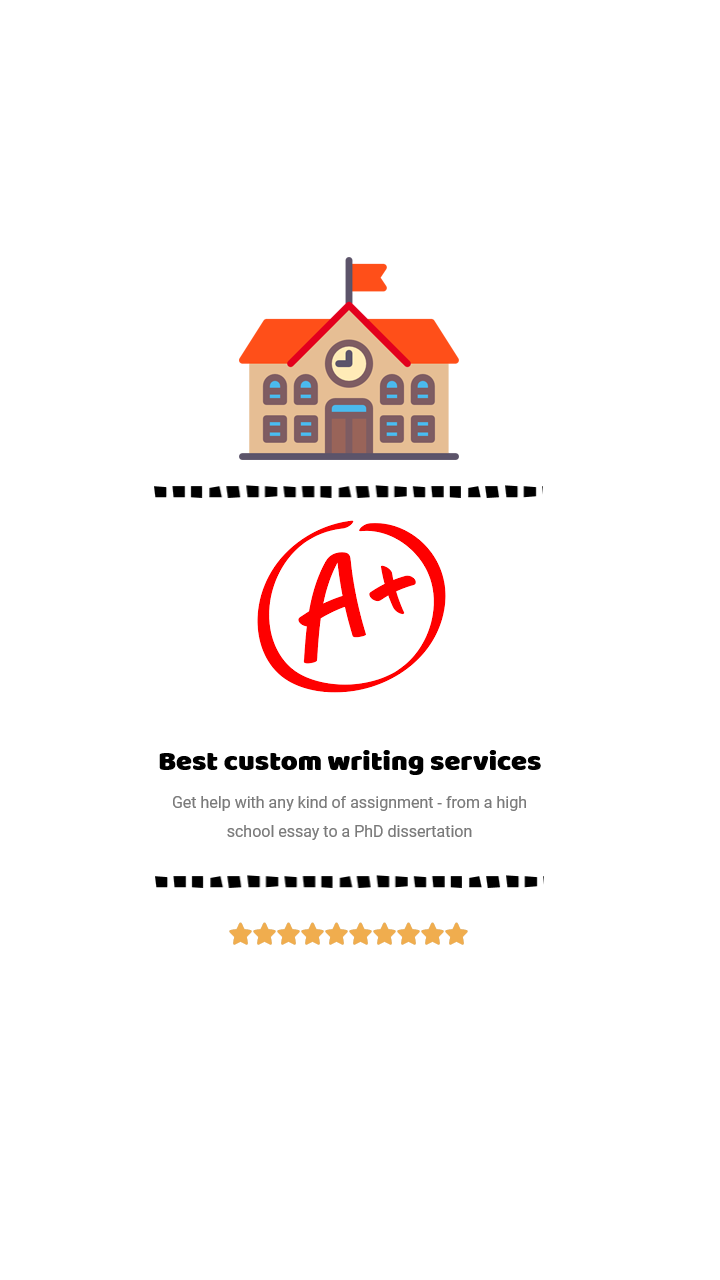 A+
Best custom writing services
Get help with any kind of assignment - from a high
school essay to a PhD dissertation